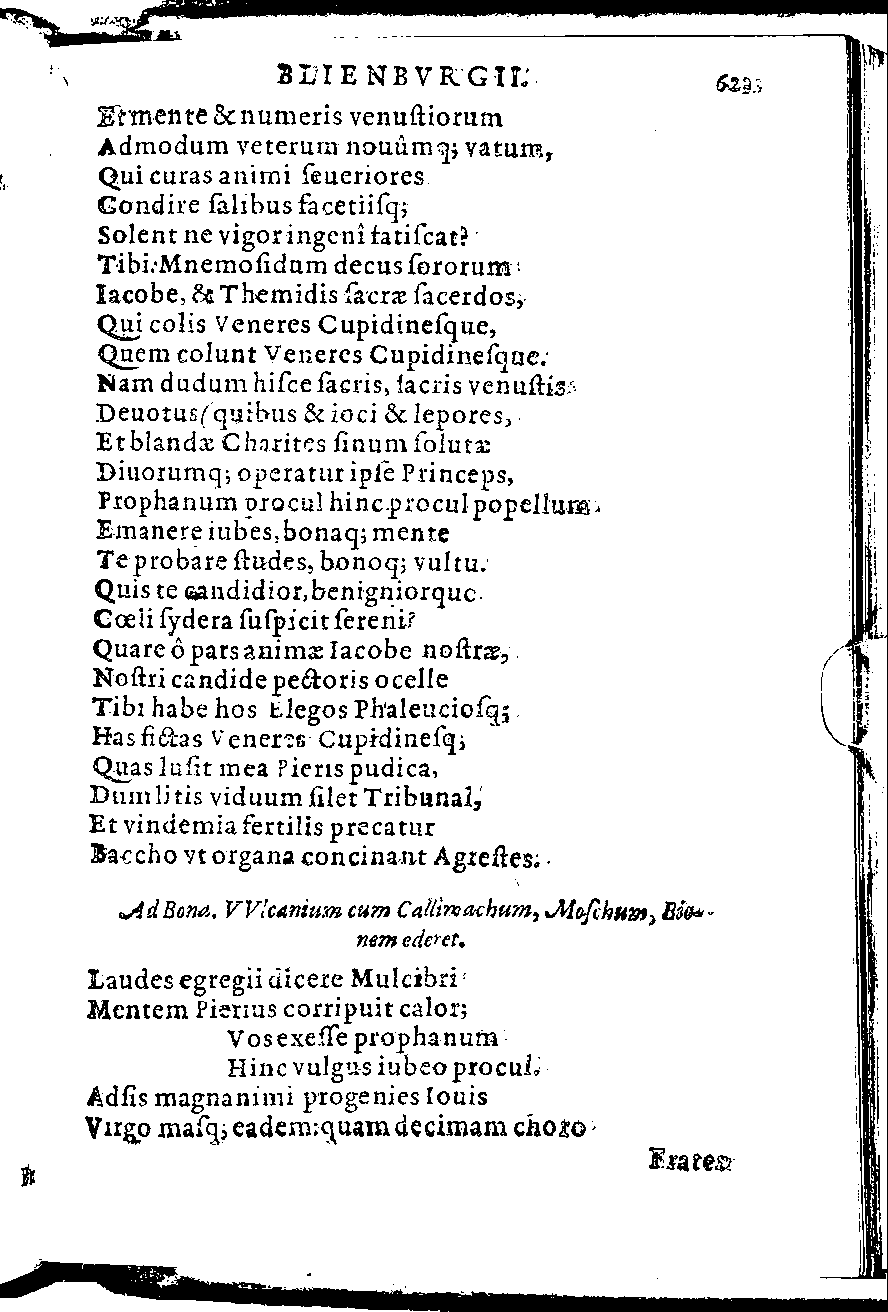 BLIENBVRGII.
Et mente & numeris venuſtiorum
Admodum veterum nouûmq; vatum,
Qui curas animi ſeueriores
Condire ſalibus facetiiſq;
Solent ne vigor ingenî fatiſcat?
Tibi: Mnemoſidum decus ſororum
Iacobe, & Themidis ſacræ ſacerdos,
Qui colis Veneres Cupidineſque,
Quem colunt Veneres Cupidineſque.
Nam dudum hiſce ſacris, ſacris venuſtis
Deuotus (quibus & ioci & lepores,
Et blandæ Charites ſinum ſolutæ
Diuorumq; operatur ipſe Princeps,
Prophanum procul hinc procul popellum
Emanere iubes, bonaq; mente
Te probare ſtudes, bonoq; vultu.
Quis te candidior, benigniorque
Cœli ſydera ſuſpicit ſereni?
Quare ô pars animæ Iacobe noſtræ,
Noſtri candide pectoris ocelle
Tibi habe hos Elegos Phaleucioſq;
Has fictas Veneres Cupidineſq;
Quas luſit mea Pieris pudica,
Dum litis viduum ſilet Tribunal,
Et vindemia fertilis precatur
Baccho vt organa concinant Agreſtes.
Ad Bona. VVlcanium cum Callimachum, Moſchum, Bio-
nem ederet.
Laudes egregii dicere Mulcibri
Mentem Pierius corripuit calor;
Vos exeſſe prophanum
Hinc vulgus iubeo procul.
Adſis magnanimi progenies Iouis
Virgo maſq; eadem: quam decimam choro
Frater